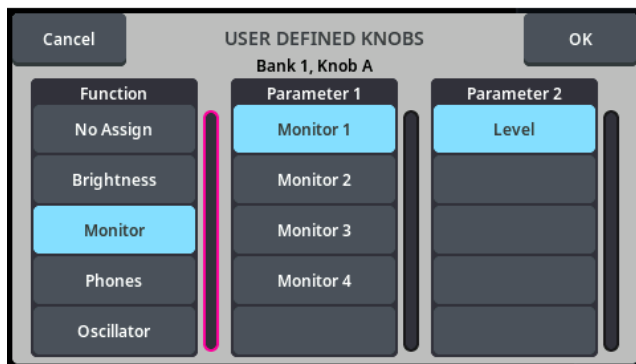 Cancel
USER DEFINED KNOBS
OK
Bank 1, Knob A
Function
Parameter 1
Parameter 2
No Assign
Monitor 1
Level
Brightness
Monitor 2
Monitor
Monitor 3
Phones
Monitor 4
Oscillator